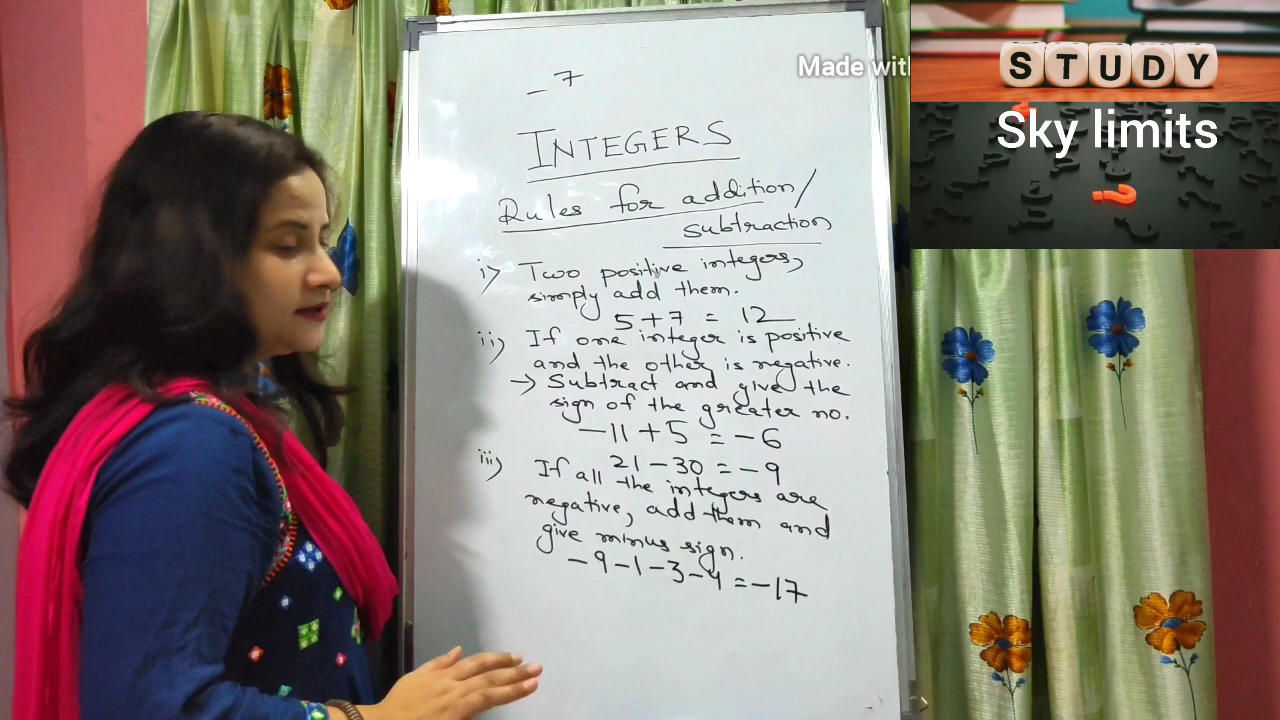 - 7
INTEGERS
Rules for addition/
subtraction
i) Two positive integers,
simply add them.
5+7 = 12
ii) If one integer is positive
and the other is negative.
→ Subtract and give the
sign of the greater no.
-11+5 = -6
21-30 = -9
iii) If all the integers are
negative, add them and
give minus sign.
-9-1-3-4 = -17
Made with
STUDY
Sky limits